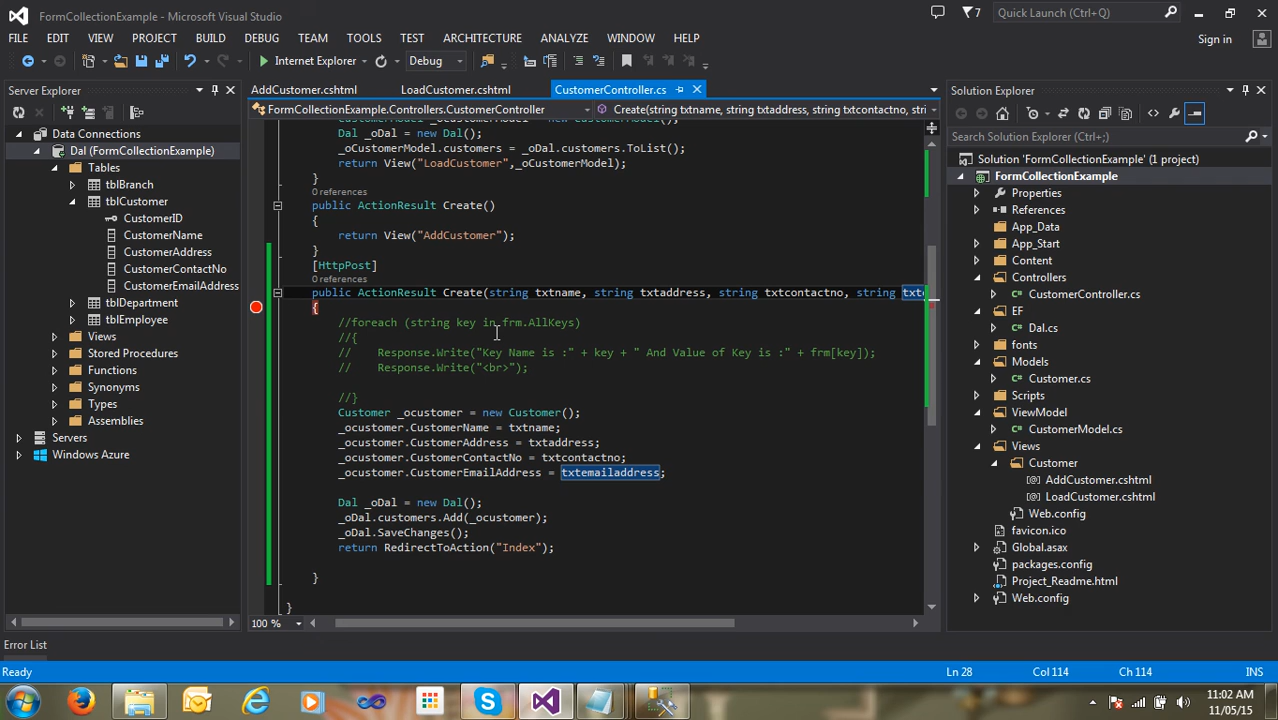 FormCollectionExample - Microsoft Visual Studio
7
Quick Launch (Ctrl+Q)
FILE EDIT VIEW PROJECT BUILD DEBUG TEAM TOOLS TEST ARCHITECTURE ANALYZE WINDOW HELP
Sign in
Internet Explorer
Debug
Server Explorer
Data Connections
Dal (FormCollectionExample)
Tables
tblBranch
tblCustomer
CustomerID
CustomerName
CustomerAddress
CustomerContactNo
CustomerEmailAddress
tblDepartment
tblEmployee
Views
Stored Procedures
Functions
Synonyms
Types
Assemblies
Servers
Windows Azure
AddCustomer.cshtml LoadCustomer.cshtml CustomerController.cs
FormCollectionExample.Controllers.CustomerController
Create(string txtname, string txtaddress, string txtcontactno, str
CustomerModel _oCustomerModel = new CustomerModel();
Dal _oDal = new Dal();
_oCustomerModel.customers = _oDal.customers.ToList();
return View("LoadCustomer",_oCustomerModel);
}
0 references
public ActionResult Create()
{
return View("AddCustomer");
}
[HttpPost]
0 references
public ActionResult Create(string txtname, string txtaddress, string txtcontactno, string txte
{
//foreach (string key in frm.AllKeys)
//{
// Response.Write("Key Name is :" + key + " And Value of Key is :" + frm[key]);
// Response.Write("<br>");
//}
Customer _ocustomer = new Customer();
_ocustomer.CustomerName = txtname;
_ocustomer.CustomerAddress = txtaddress;
_ocustomer.CustomerContactNo = txtcontactno;
_ocustomer.CustomerEmailAddress = txtemailaddress;
Dal _oDal = new Dal();
_oDal.customers.Add(_ocustomer);
_oDal.SaveChanges();
return RedirectToAction("Index");
}
}
100 %
Solution Explorer
Search Solution Explorer (Ctrl+;)
Solution 'FormCollectionExample' (1 project)
FormCollectionExample
Properties
References
App_Data
App_Start
Content
Controllers
CustomerController.cs
EF
Dal.cs
fonts
Models
Customer.cs
Scripts
ViewModel
CustomerModel.cs
Views
Customer
AddCustomer.cshtml
LoadCustomer.cshtml
Web.config
favicon.ico
Global.asax
packages.config
Project_Readme.html
Web.config
Error List
Ready
Ln 28 Col 114 Ch 114 INS
11:02 AM
11/05/15